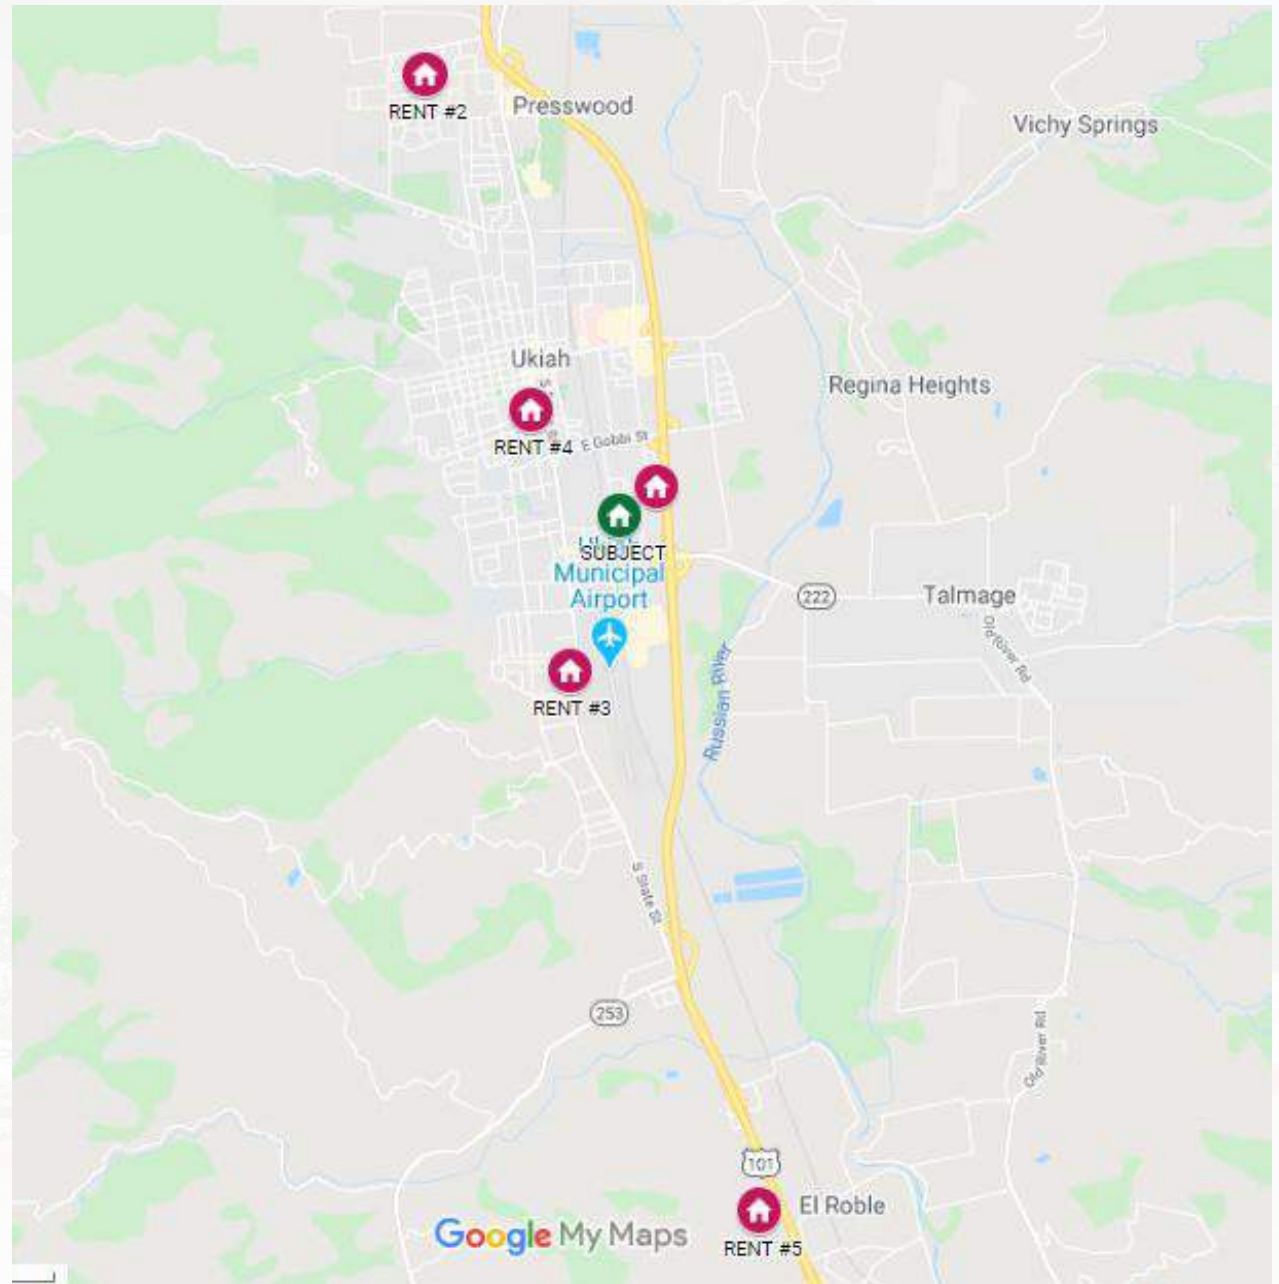 RENT #2
Presswood
Vichy Springs
Ukiah
Regina Heights
RENT #4
E Gobbi St
SUBJECT
Municipal
Airport
222
Talmage
Old River Rd
Russian River
RENT #3
S State St
253
Old River Rd
101
El Roble
Google My Maps
RENT #5